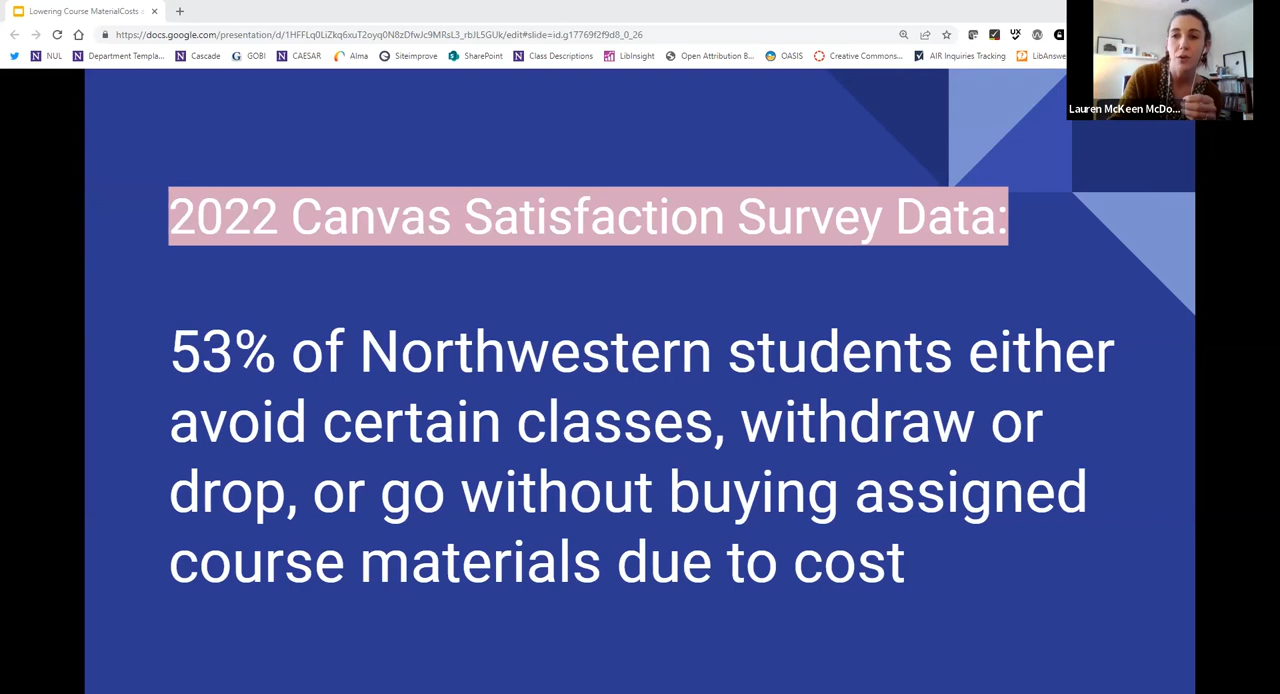 Lowering Course MaterialCosts
https://docs.google.com/presentation/d/1HFFLq0LiZkq6xuT2oyq0N8zDfwJc9MRsL3_rbJL5GUk/edit#slide=id.g17769f2f9d8_0_26
NUL
Department Templa...
Cascade
GOBI
CAESAR
Alma
Siteimprove
SharePoint
Class Descriptions
LibInsight
Open Attribution B...
OASIS
Creative Commons...
AIR Inquiries Tracking
LibAnswe
Lauren McKeen McDo...
2022 Canvas Satisfaction Survey Data:
53% of Northwestern students either
avoid certain classes, withdraw or
drop, or go without buying assigned
course materials due to cost